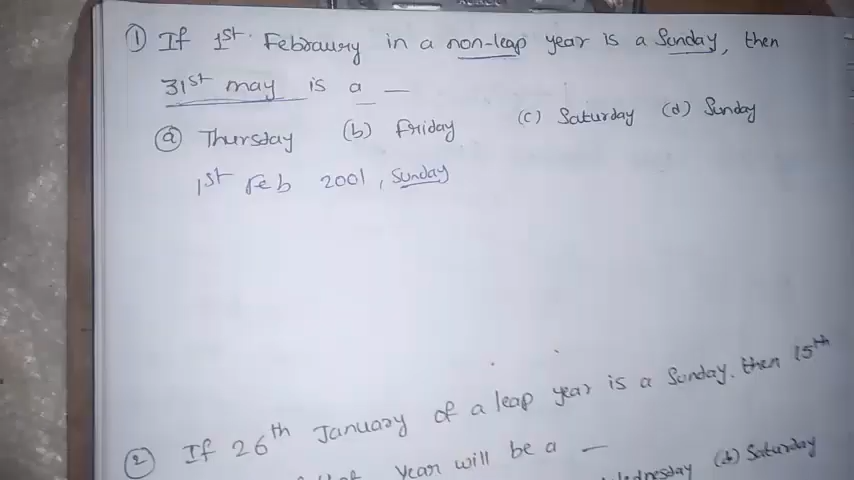 ① If 1st Febraury in a non-leap year is a Sunday, then
31st may is a —
ⓐ Thursday (b) Friday (c) Saturday (d) Sunday
1st Feb 2001, Sunday
② If 26th January of a leap year is a Sunday. then 15th
year will be a —
(d) Saturday